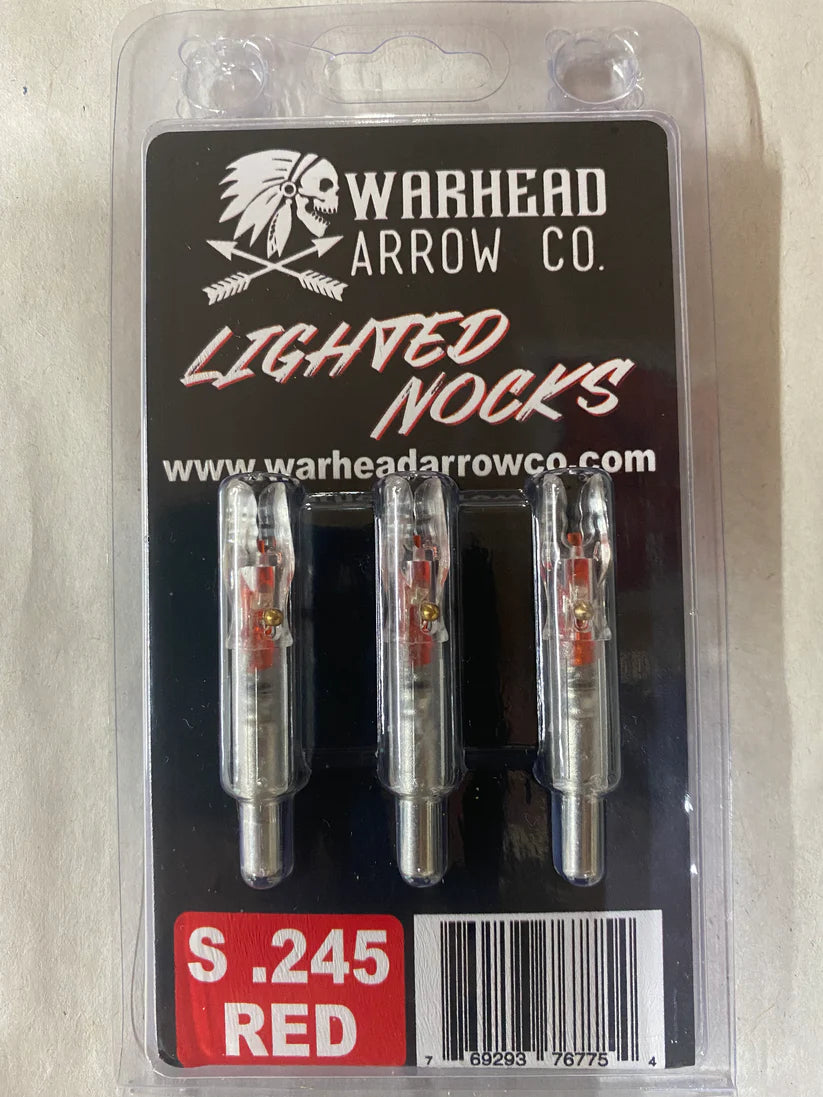 WARHEAD
ARROW CO.
LIGHTED
NOCKS
www.warheadarrowco.com
S .245
RED
7 69293 76775 4